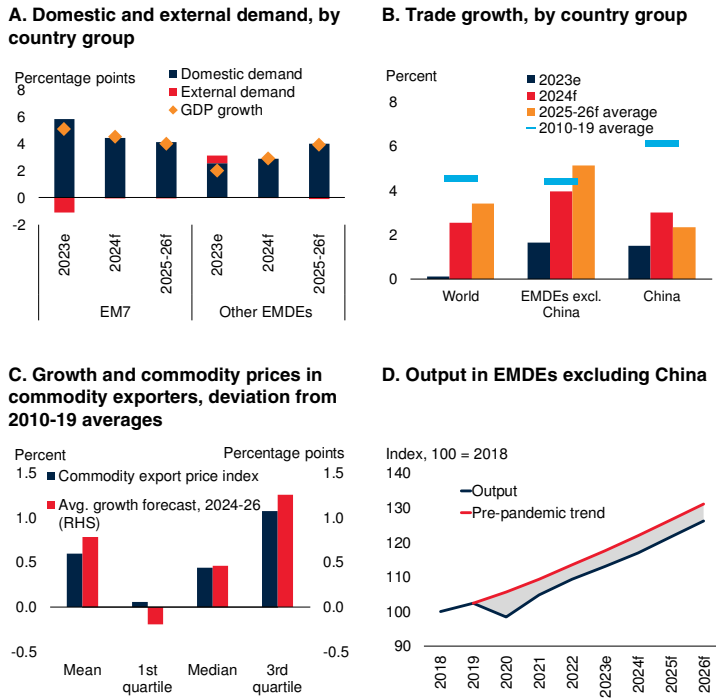 A. Domestic and external demand, by
country group
Percentage points
Domestic demand
External demand
GDP growth
8
6
4
2
0
-2
2023e
2024f
2025-26f
2023e
2024f
2025-26f
EM7
Other EMDEs
B. Trade growth, by country group
Percent
2023e
2024f
2025-26f average
2010-19 average
8
6
4
2
0
World
EMDEs excl.
China
China
C. Growth and commodity prices in
commodity exporters, deviation from
2010-19 averages
Percent
Percentage points
Commodity export price index
Avg. growth forecast, 2024-26
(RHS)
1.5
1.0
0.5
0.0
-0.5
1.5
1.0
0.5
0.0
-0.5
Mean
1st
quartile
Median
3rd
quartile
D. Output in EMDEs excluding China
Index, 100 = 2018
Output
Pre-pandemic trend
140
130
120
110
100
90
2018
2019
2020
2021
2022
2023e
2024f
2025f
2026f